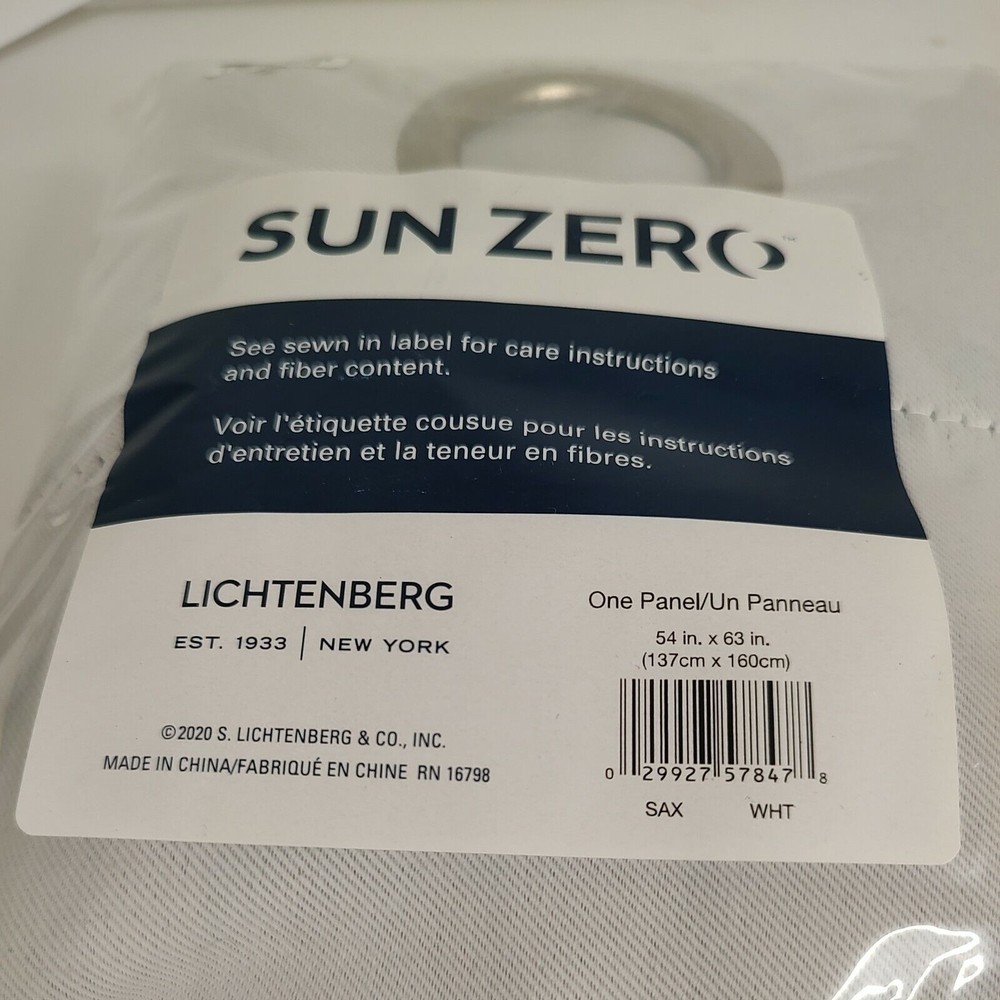 SUN ZERO™
See sewn in label for care instructions
and fiber content.
Voir l'étiquette cousue pour les instructions
d'entretien et la teneur en fibres.
LICHTENBERG
EST. 1933 | NEW YORK
©2020 S. LICHTENBERG & CO., INC.
MADE IN CHINA/FABRIQUÉ EN CHINE RN 16798
One Panel/Un Panneau
54 in. x 63 in.
(137cm x 160cm)
0 29927 57847 8
SAX WHT